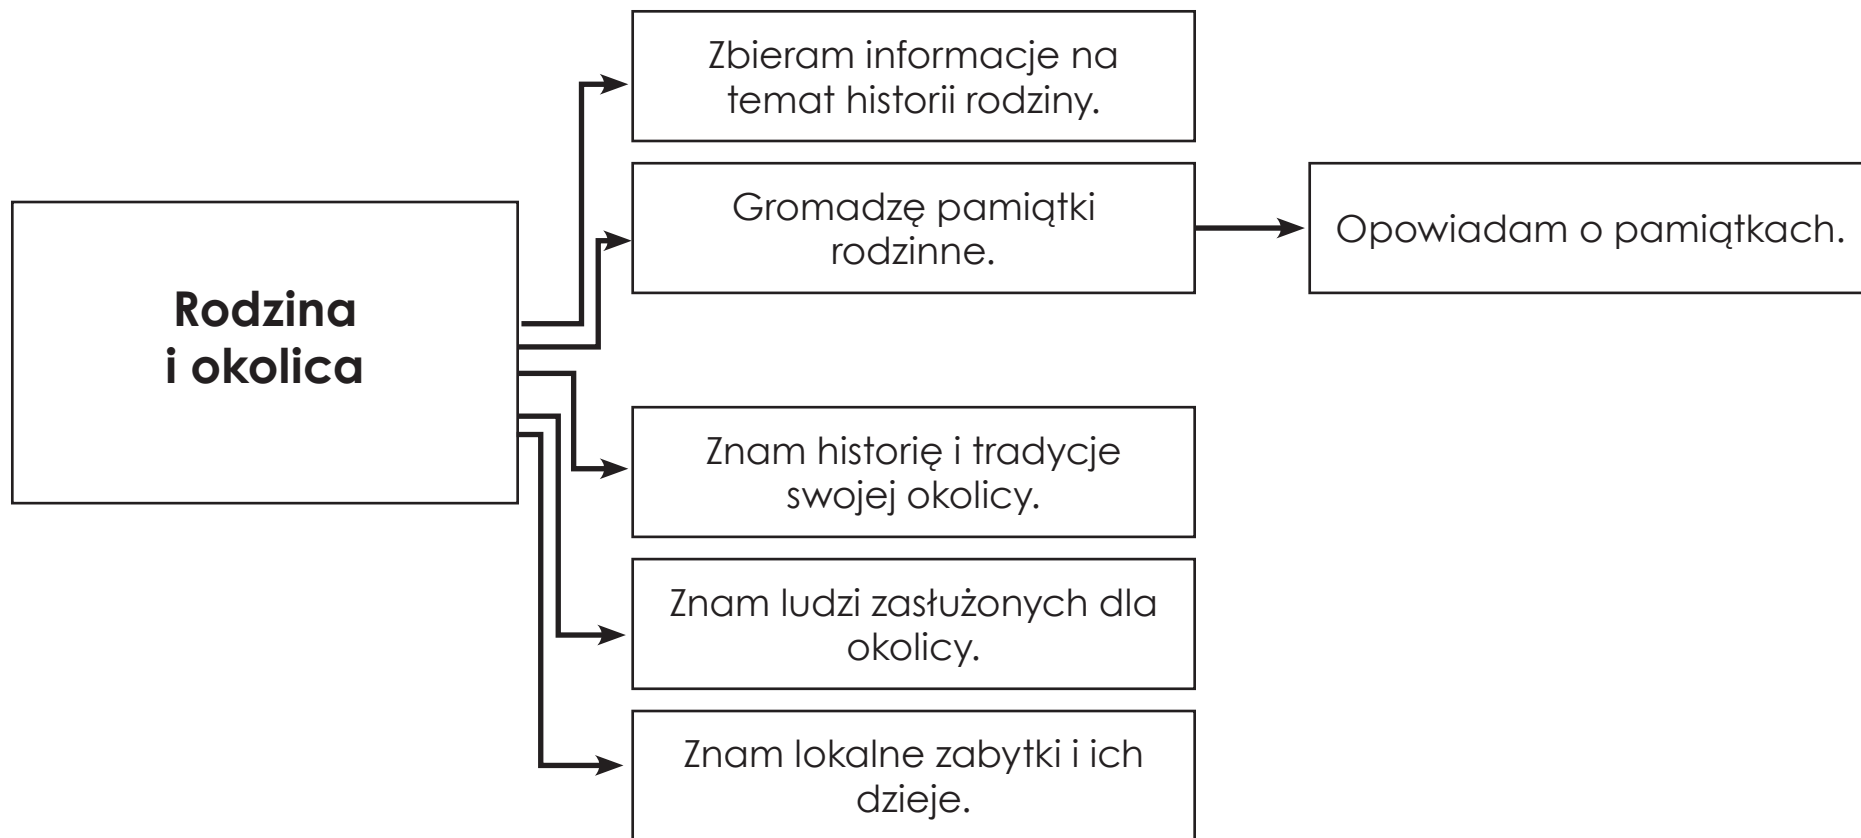 Zbieram informacje na
temat historii rodziny.
Gromadzę pamiątki
rodzinne.
Opowiadam o pamiątkach.
Rodzina
i okolica
Znam historię i tradycje
swojej okolicy.
Znam ludzi zasłużonych dla
okolicy.
Znam lokalne zabytki i ich
dzieje.